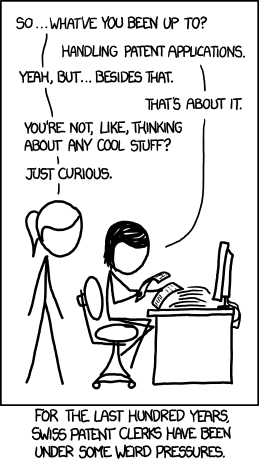 SO...WHAT'VE YOU BEEN UP TO?
HANDLING PATENT APPLICATIONS.
YEAH, BUT... BESIDES THAT.
THAT'S ABOUT IT.
YOU'RE NOT, LIKE, THINKING
ABOUT ANY COOL STUFF?
JUST CURIOUS.
FOR THE LAST HUNDRED YEARS,
SWISS PATENT CLERKS HAVE BEEN
UNDER SOME WEIRD PRESSURES.